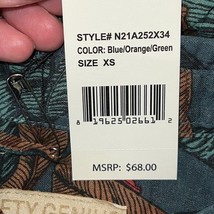 STYLE# N21A252X34
COLOR: Blue/Orange/Green
SIZE XS
8 19625 02661 2
MSRP: $68.00